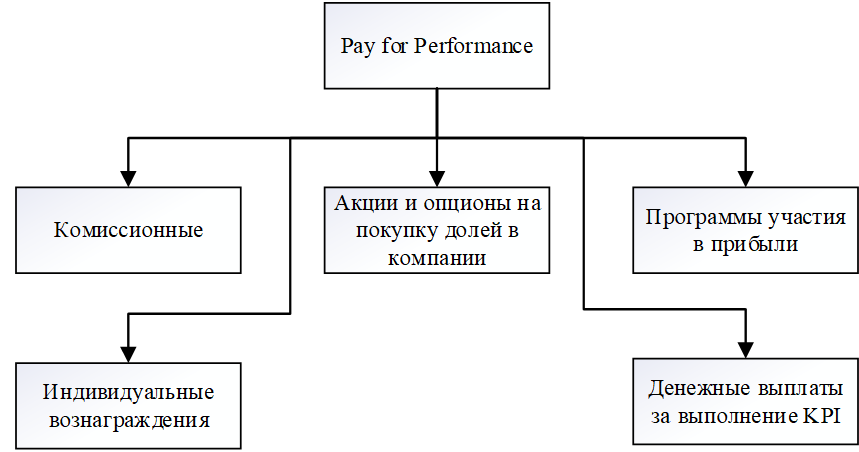 Pay for Performance
Комиссионные
Акции и опционы на
покупку долей в
компании
Программы участия
в прибыли
Индивидуальные
вознаграждения
Денежные выплаты
за выполнение KPI